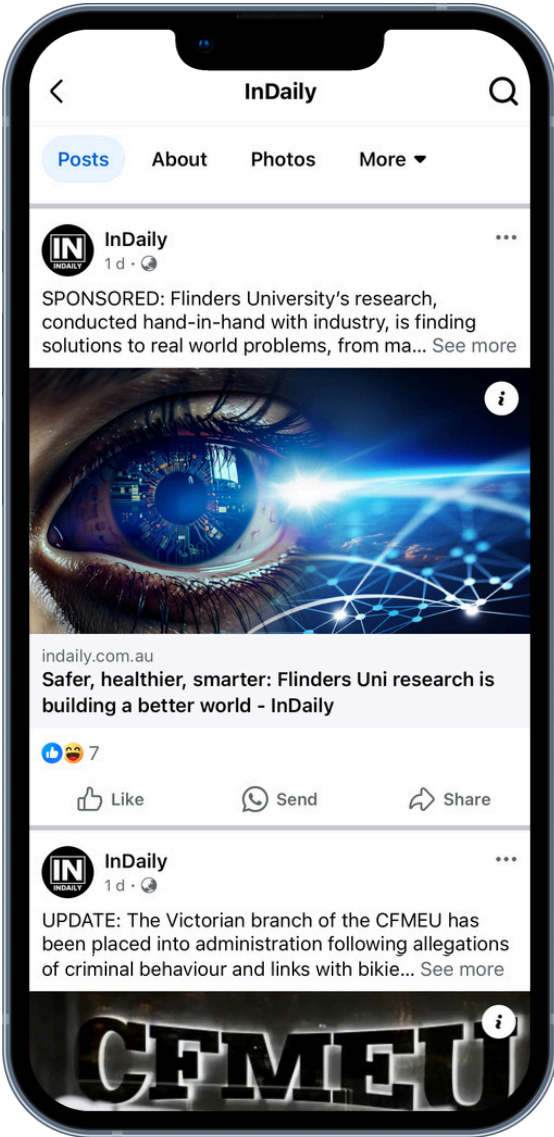 InDaily
Posts About Photos More
IN
INDAILY
InDaily
1 d ·
SPONSORED: Flinders University’s research,
conducted hand-in-hand with industry, is finding
solutions to real world problems, from ma... See more
i
indaily.com.au
Safer, healthier, smarter: Flinders Uni research is
building a better world - InDaily
7
Like Send Share
IN
INDAILY
InDaily
1 d ·
UPDATE: The Victorian branch of the CFMEU has
been placed into administration following allegations
of criminal behaviour and links with bikie... See more
i
CFMEU